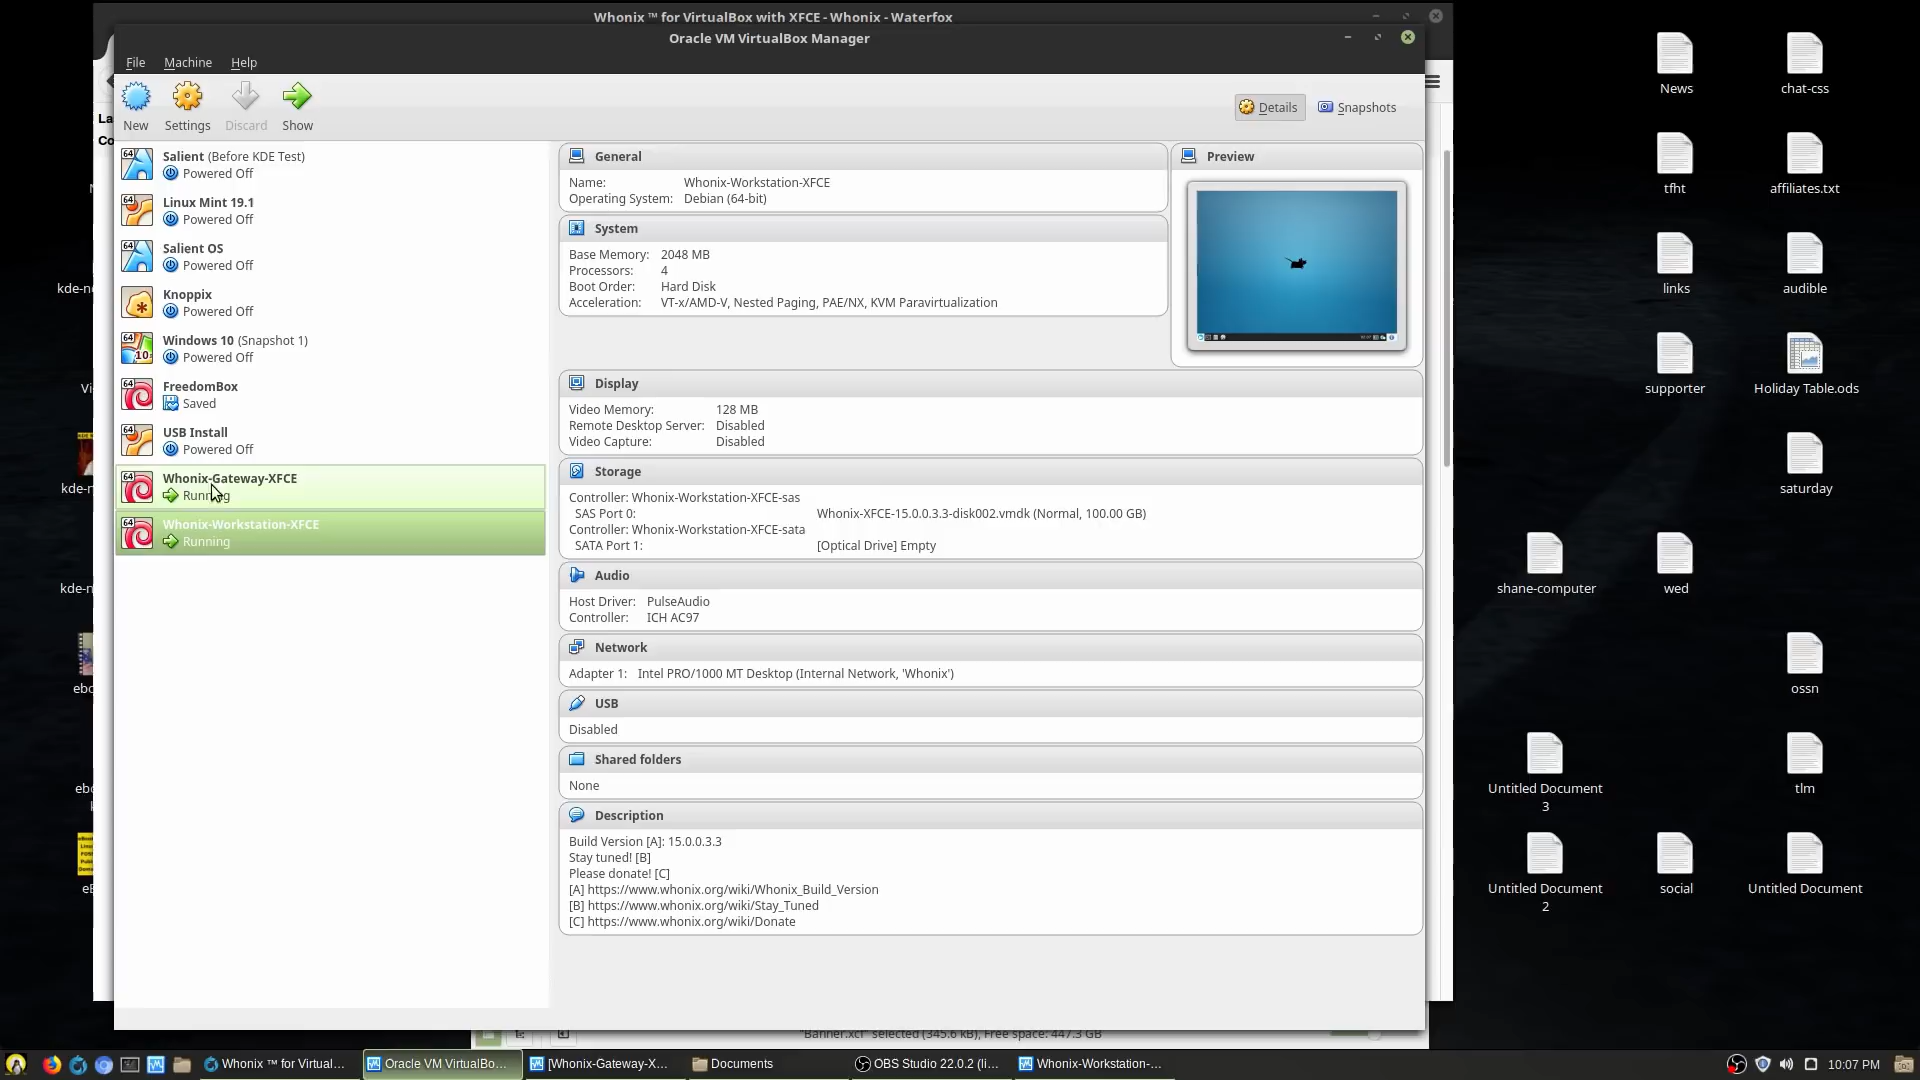 Whonix ™ for VirtualBox with XFCE - Whonix - Waterfox
Oracle VM VirtualBox Manager
File Machine Help
New Settings Discard Show
Details Snapshots
Salient (Before KDE Test)
Powered Off
Linux Mint 19.1
Powered Off
Salient OS
Powered Off
Knoppix
Powered Off
Windows 10 (Snapshot 1)
Powered Off
FreedomBox
Saved
USB Install
Powered Off
Whonix-Gateway-XFCE
Running
Whonix-Workstation-XFCE
Running
General
Name: Whonix-Workstation-XFCE
Operating System: Debian (64-bit)
System
Base Memory: 2048 MB
Processors: 4
Boot Order: Hard Disk
Acceleration: VT-x/AMD-V, Nested Paging, PAE/NX, KVM Paravirtualization
Preview
Display
Video Memory: 128 MB
Remote Desktop Server: Disabled
Video Capture: Disabled
Storage
Controller: Whonix-Workstation-XFCE-sas
SAS Port 0: Whonix-XFCE-15.0.0.3.3-disk002.vmdk (Normal, 100.00 GB)
Controller: Whonix-Workstation-XFCE-sata
SATA Port 1: [Optical Drive] Empty
Audio
Host Driver: PulseAudio
Controller: ICH AC97
Network
Adapter 1: Intel PRO/1000 MT Desktop (Internal Network, 'Whonix')
USB
Disabled
Shared folders
None
Description
Build Version [A]: 15.0.0.3.3
Stay tuned! [B]
Please donate! [C]
[A] https://www.whonix.org/wiki/Whonix_Build_Version
[B] https://www.whonix.org/wiki/Stay_Tuned
[C] https://www.whonix.org/wiki/Donate
News
chat-css
tfht
affiliates.txt
links
audible
supporter
Holiday Table.ods
saturday
shane-computer
wed
ossn
Untitled Document
3
tlm
Untitled Document
2
social
Untitled Document
"Banner.xcf" selected (345.6 kB), Free space: 447.3 GB
Whonix ™ for Virtual...
Oracle VM VirtualBo...
[Whonix-Gateway-X...
Documents
OBS Studio 22.0.2 (li...
Whonix-Workstation-...
10:07 PM